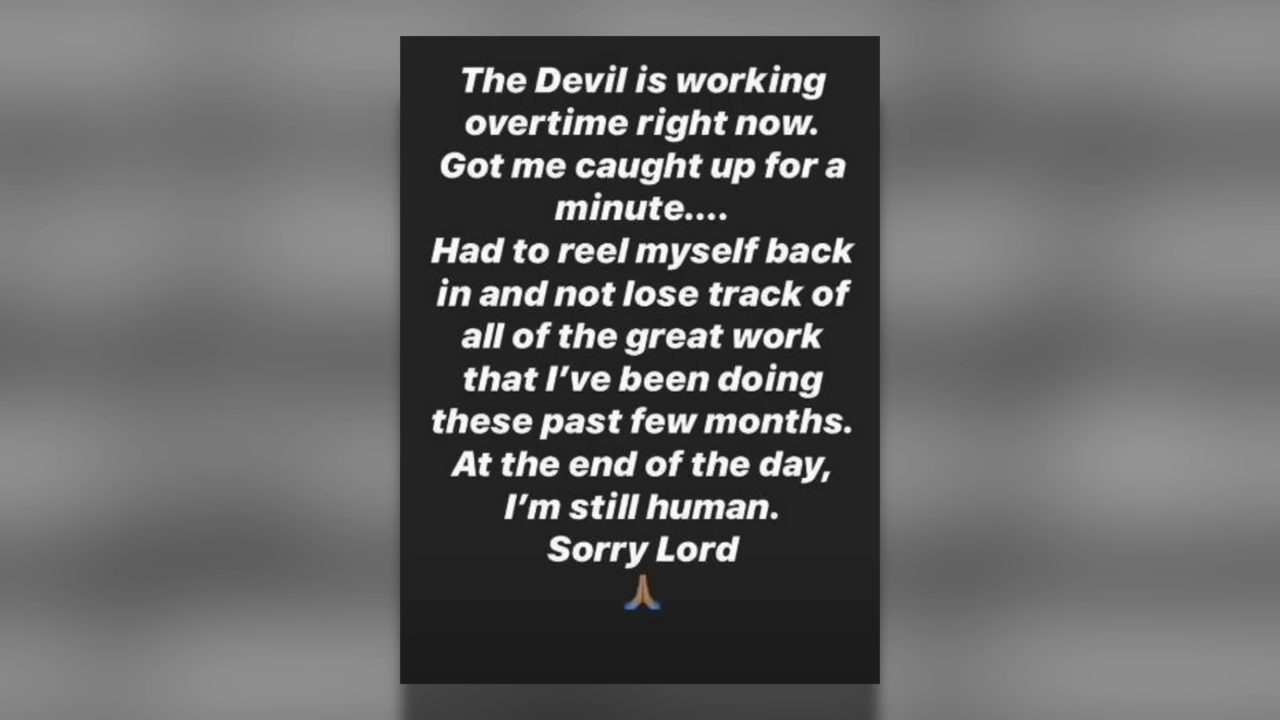 The Devil is working
overtime right now.
Got me caught up for a
minute....
Had to reel myself back
in and not lose track of
all of the great work
that I’ve been doing
these past few months.
At the end of the day,
I’m still human.
Sorry Lord
🙏🏽